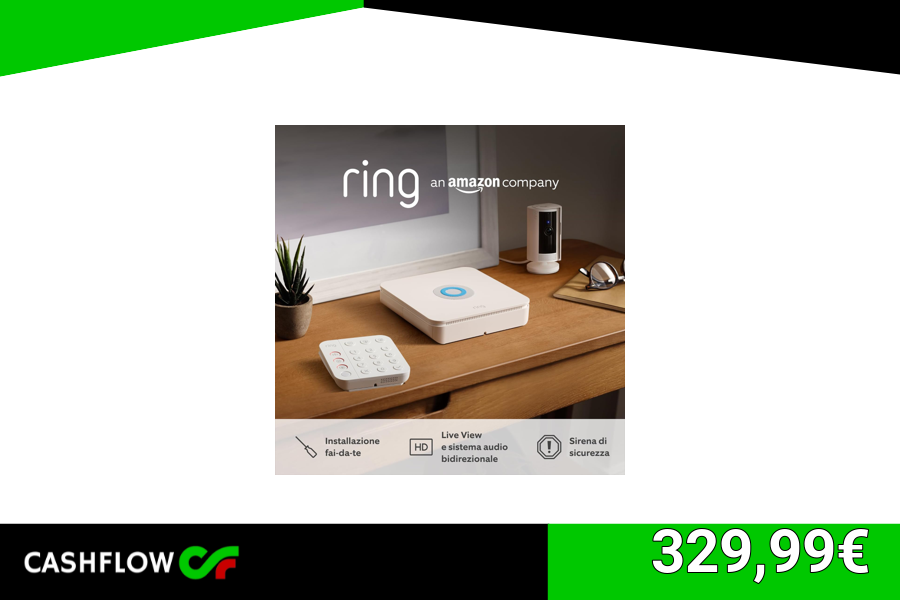 ring an amazon company
Installazione
fai-da-te
HD
Live View
e sistema audio
bidirezionale
Sirena di
sicurezza
CASHFLOW
329,99€